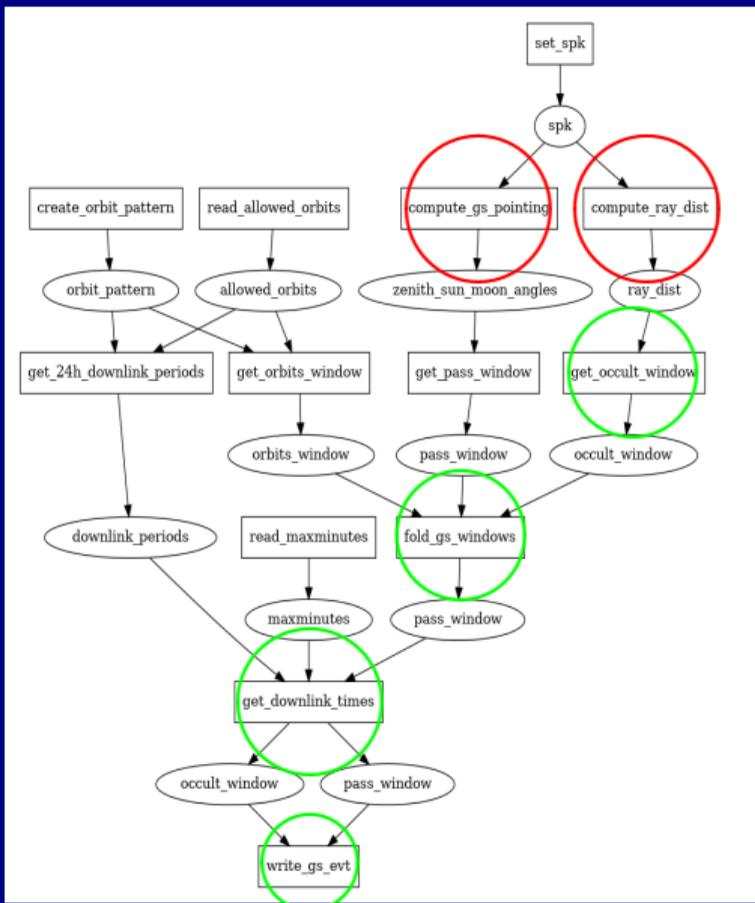 set_spk
spk
create_orbit_pattern
read_allowed_orbits
compute_gs_pointing
compute_ray_dist
orbit_pattern
allowed_orbits
zenith_sun_moon_angles
ray_dist
get_24h_downlink_periods
get_orbits_window
get_pass_window
get_occult_window
orbits_window
pass_window
occult_window
downlink_periods
read_maxminutes
fold_gs_windows
maxminutes
pass_window
get_downlink_times
occult_window
pass_window
write_gs_evt